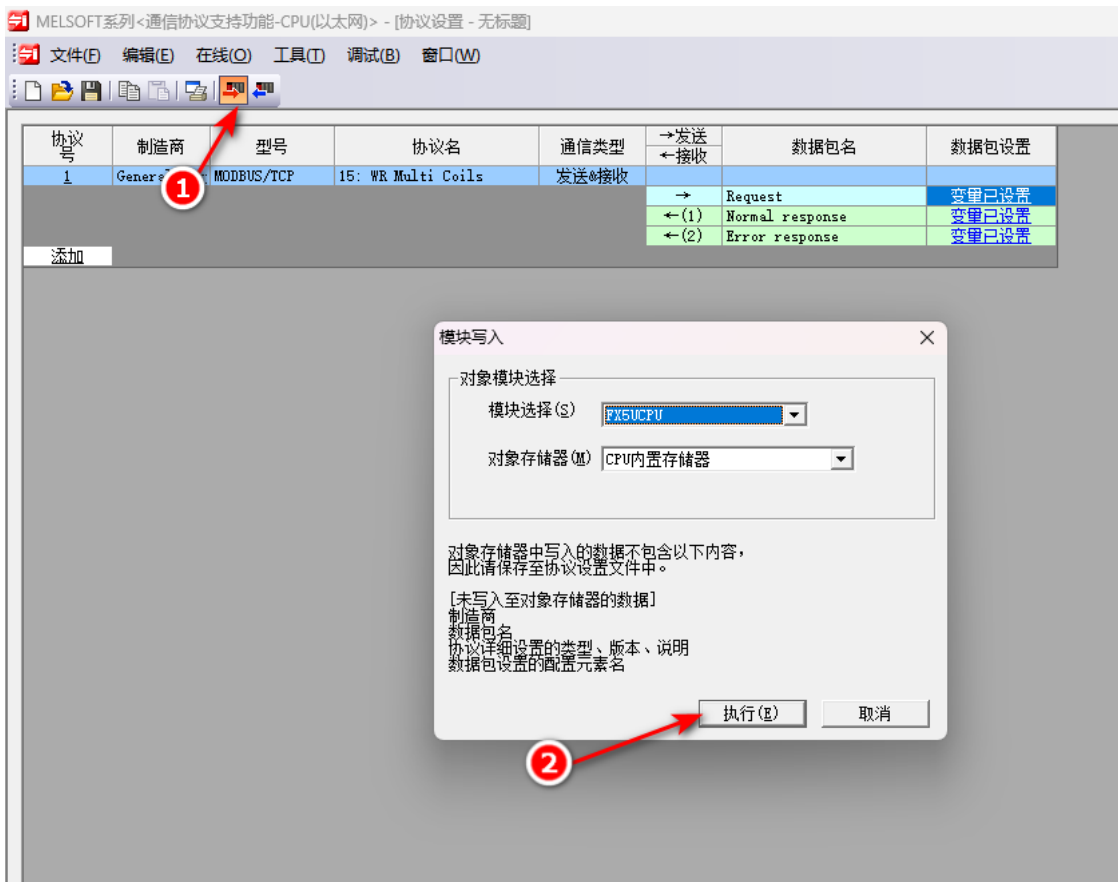 MELSOFT系列<通信协议支持功能-CPU(以太网)> - [协议设置 - 无标题]
文件(F) 编辑(E) 在线(O) 工具(T) 调试(B) 窗口(W)
协议号 制造商 型号 协议名 通信类型 →发送 ←接收 数据包名 数据包设置
1 General- MODBUS/TCP 15: WR Multi Coils 发送&接收
→ Request 变量已设置
←(1) Normal response 变量已设置
←(2) Error response 变量已设置
添加
1
模块写入
对象模块选择
模块选择(S) FX5UCPU
对象存储器(M) CPU内置存储器
对象存储器中写入的数据不包含以下内容，
因此请保存至协议设置文件中。
[未写入至对象存储器的数据]
制造商
数据包名
协议详细设置的类型、版本、说明
数据包设置的配置元素名
执行(E) 取消
2